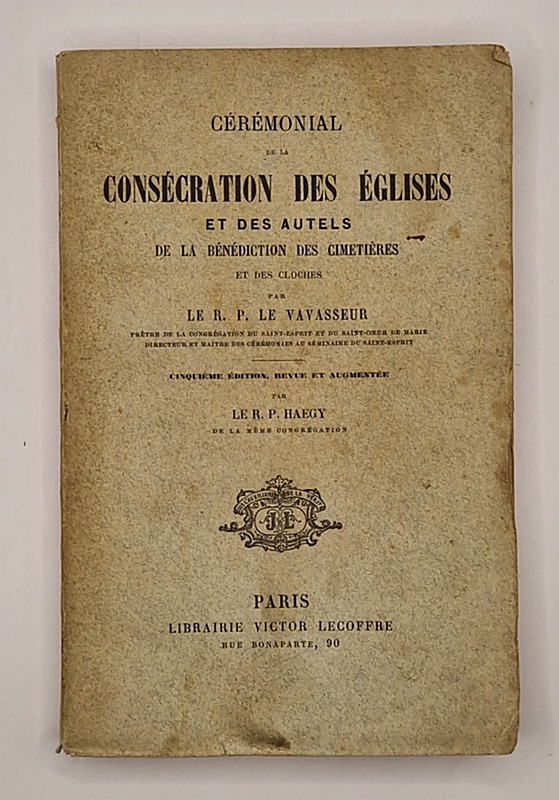 CÉRÉMONIAL
DE LA
CONSÉCRATION DES ÉGLISES
ET DES AUTELS
DE LA BÉNÉDICTION DES CIMETIÈRES
ET DES CLOCHES
PAR
LE R. P. LE VAVASSEUR
PRÊTRE DE LA CONGRÉGATION DU SAINT-ESPRIT ET DU SAINT-CŒUR DE MARIE
DIRECTEUR ET MAÎTRE DES CÉRÉMONIES AU SÉMINAIRE DU SAINT-ESPRIT
CINQUIÈME ÉDITION, REVUE ET AUGMENTÉE
PAR
LE R. P. HAEGY
DE LA MÊME CONGRÉGATION
PARIS
LIBRAIRIE VICTOR LECOFFRE
RUE BONAPARTE, 90